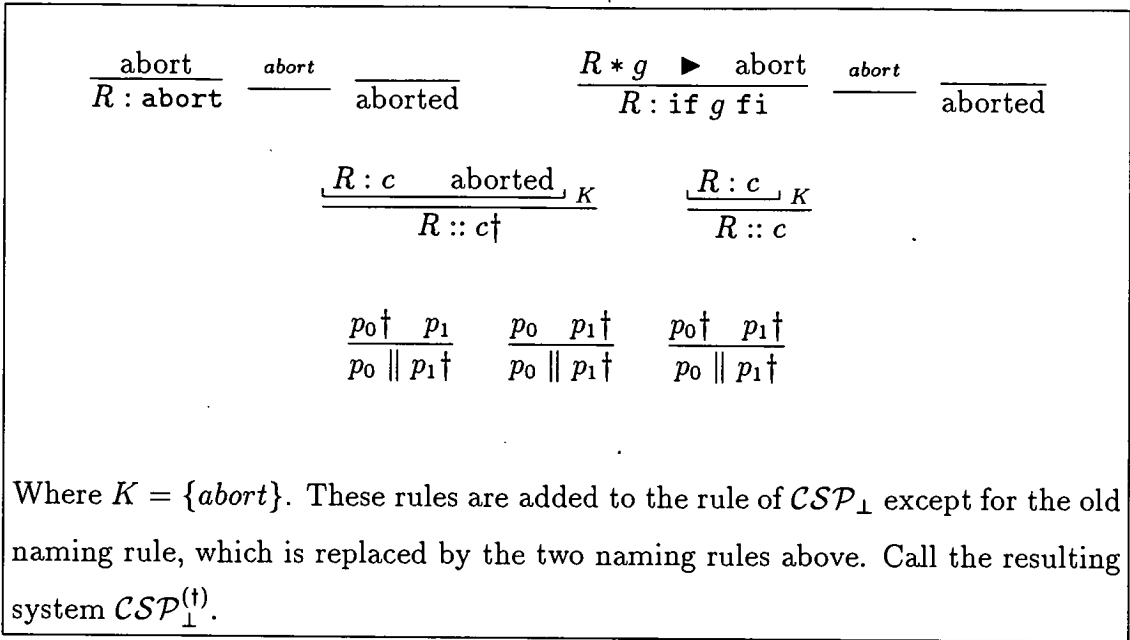 abort abort R * g ► abort abort
R : abort aborted R : if g fi aborted
R : c aborted K R : c K
R :: c† R :: c
p₀† p₁ p₀ p₁† p₀† p₁†
p₀ ∥ p₁† p₀ ∥ p₁† p₀ ∥ p₁†
Where K = {abort}. These rules are added to the rule of CSP⊥ except for the old
naming rule, which is replaced by the two naming rules above. Call the resulting
system CSP⊥(†).